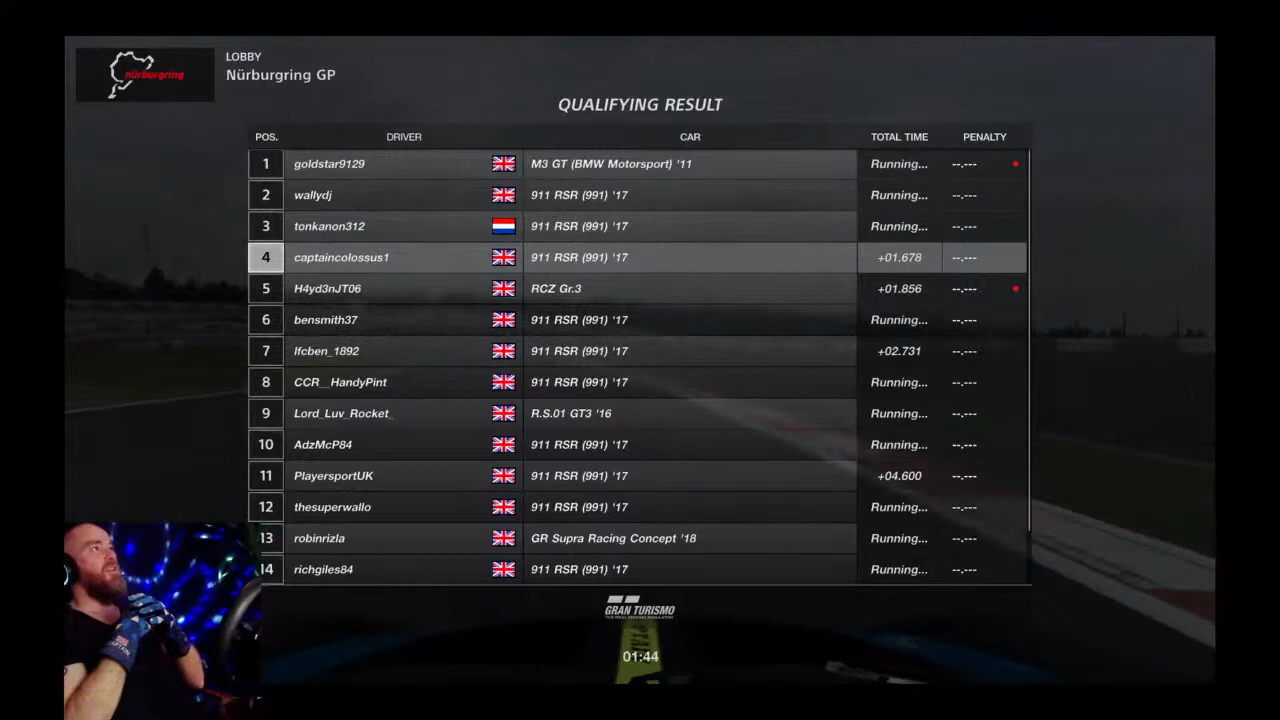 nürburgring
LOBBY
Nürburgring GP
QUALIFYING RESULT
POS. DRIVER CAR TOTAL TIME PENALTY
1 goldstar9129 M3 GT (BMW Motorsport) '11 Running... --.---
2 wallydj 911 RSR (991) '17 Running... --.---
3 tonkanon312 911 RSR (991) '17 Running... --.---
4 captaincolossus1 911 RSR (991) '17 +01.678 --.---
5 H4yd3nJT06 RCZ Gr.3 +01.856 --.---
6 bensmith37 911 RSR (991) '17 Running... --.---
7 lfcben_1892 911 RSR (991) '17 +02.731 --.---
8 CCR_HandyPint 911 RSR (991) '17 Running... --.---
9 Lord_Luv_Rocket_ R.S.01 GT3 '16 Running... --.---
10 AdzMcP84 911 RSR (991) '17 Running... --.---
11 PlayersportUK 911 RSR (991) '17 +04.600 --.---
12 thesuperwallo 911 RSR (991) '17 Running... --.---
13 robinrizla GR Supra Racing Concept '18 Running... --.---
14 richgiles84 911 RSR (991) '17 Running... --.---
GRAN TURISMO
THE REAL DRIVING SIMULATOR
01:44
CAPTAIN